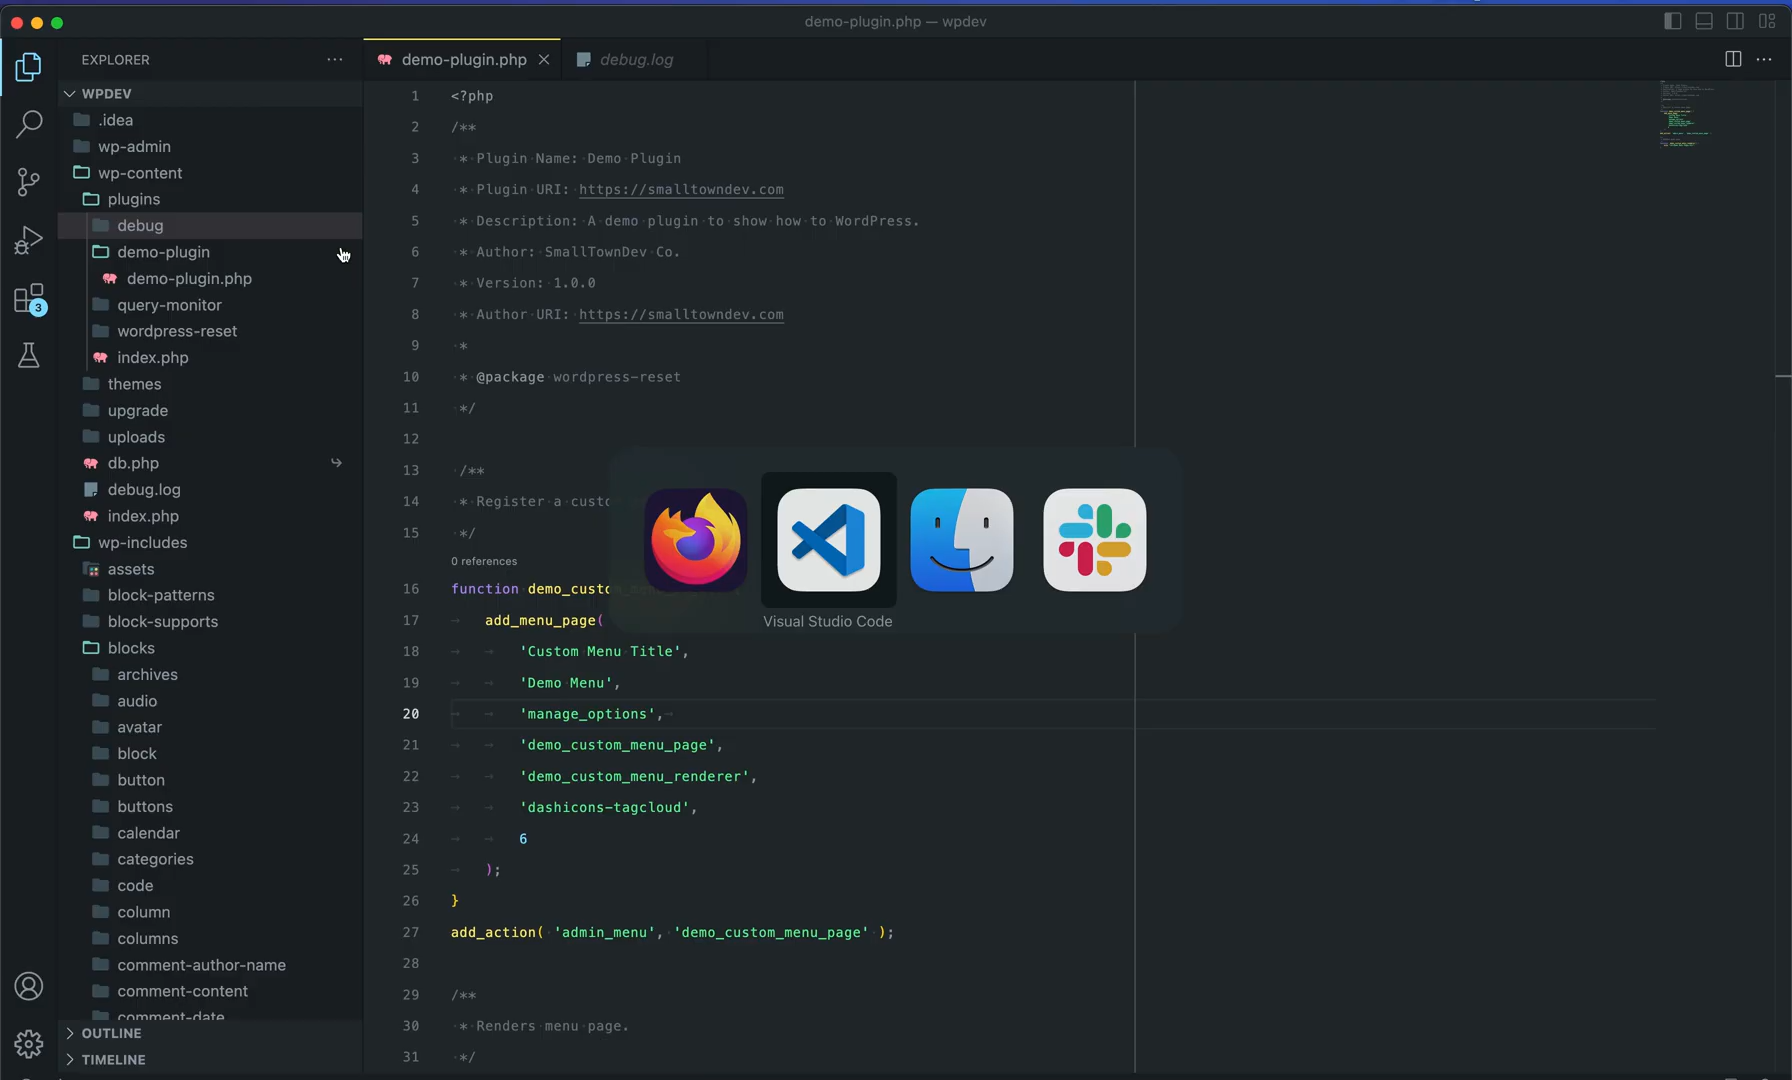 demo-plugin.php — wpdev
EXPLORER
WPDEV
.idea
wp-admin
wp-content
plugins
debug
demo-plugin
demo-plugin.php
query-monitor
wordpress-reset
index.php
themes
upgrade
uploads
db.php
debug.log
index.php
wp-includes
assets
block-patterns
block-supports
blocks
archives
audio
avatar
block
button
buttons
calendar
categories
code
column
columns
comment-author-name
comment-content
comment-date
OUTLINE
TIMELINE
3
demo-plugin.php
debug.log
1 <?php
2 /**
3 * Plugin Name: Demo Plugin
4 * Plugin URI: https://smalltowndev.com
5 * Description: A demo plugin to show how to WordPress.
6 * Author: SmallTownDev Co.
7 * Version: 1.0.0
8 * Author URI: https://smalltowndev.com
9 *
10 * @package wordpress-reset
11 */
12
13 /**
14 * Register a custo
15 */
0 references
16 function demo_custo
17 add_menu_page(
18 'Custom Menu Title',
19 'Demo Menu',
20 'manage_options',
21 'demo_custom_menu_page',
22 'demo_custom_menu_renderer',
23 'dashicons-tagcloud',
24 6
25 );
26 }
27 add_action( 'admin_menu', 'demo_custom_menu_page' );
28
29 /**
30 * Renders menu page.
31 */
Visual Studio Code